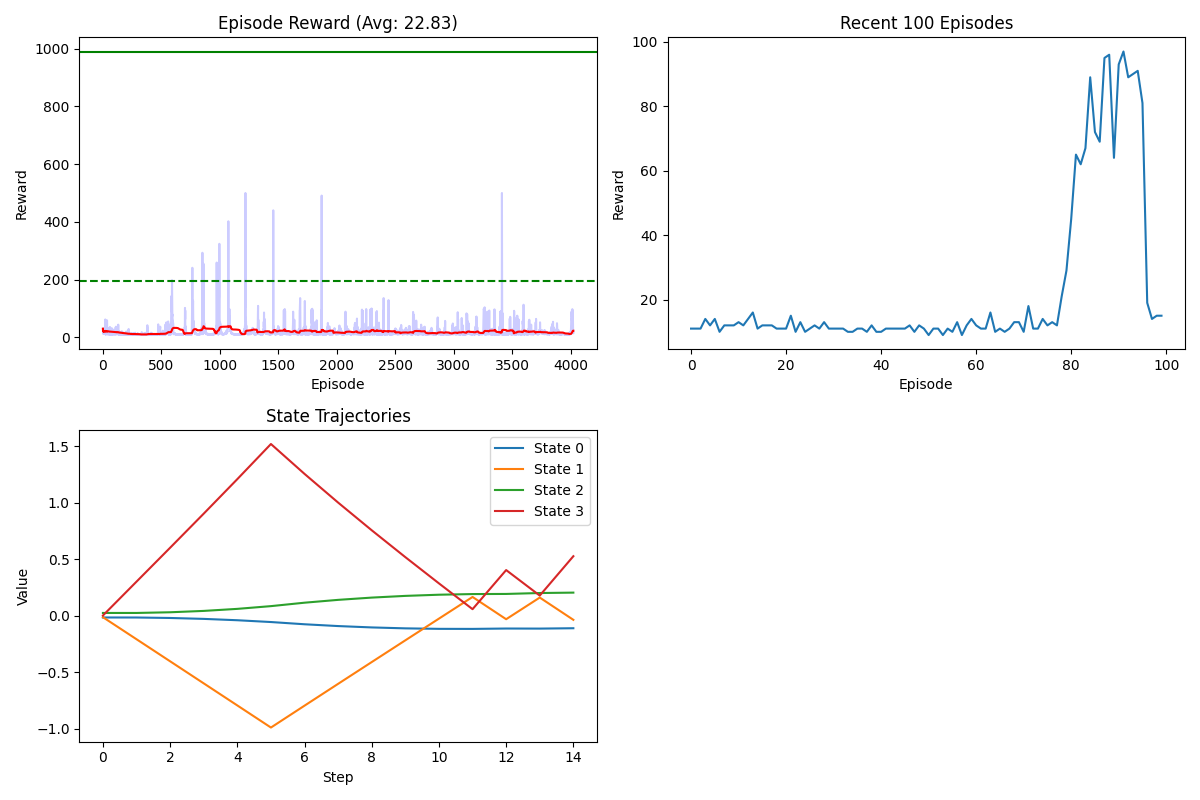 Episode Reward (Avg: 22.83)
Reward
1000
800
600
400
200
0
0 500 1000 1500 2000 2500 3000 3500 4000
Episode
Recent 100 Episodes
Reward
100
80
60
40
20
0 20 40 60 80 100
Episode
State Trajectories
Value
1.5
1.0
0.5
0.0
−0.5
−1.0
State 0
State 1
State 2
State 3
0 2 4 6 8 10 12 14
Step